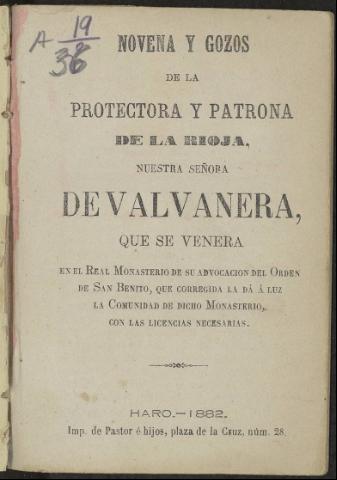 A 19
38
NOVENA Y GOZOS
DE LA
PROTECTORA Y PATRONA
DE LA RIOJA,
NUESTRA SEÑORA
DE VALVANERA,
QUE SE VENERA
EN EL REAL MONASTERIO DE SU ADVOCACION DEL ORDEN
DE SAN BENITO, QUE CORREGIDA LA DÁ Á LUZ
LA COMUNIDAD DE DICHO MONASTERIO,
CON LAS LICENCIAS NECESARIAS.
HARO.—1882.
Imp. de Pastor é hijos, plaza de la Cruz, núm. 28.